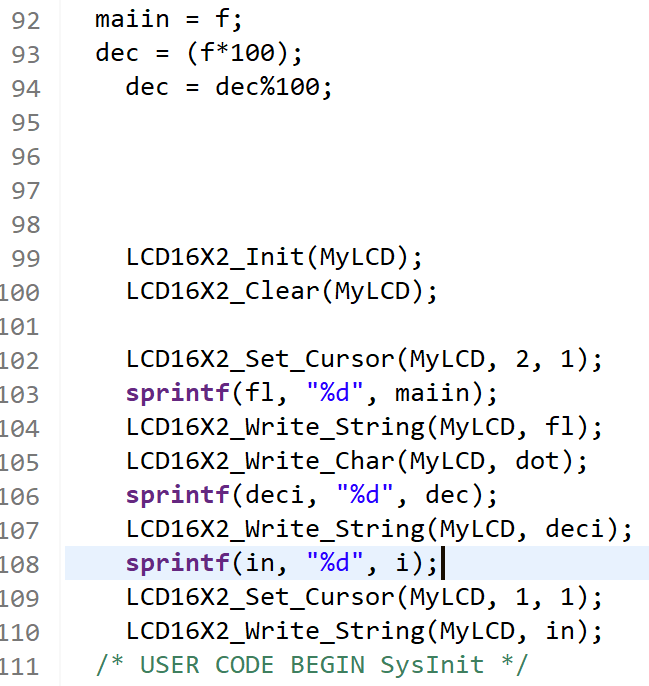 92 maiin = f;
93 dec = (f*100);
94 dec = dec%100;
95
96
97
98
99 LCD16X2_Init(MyLCD);
100 LCD16X2_Clear(MyLCD);
101
102 LCD16X2_Set_Cursor(MyLCD, 2, 1);
103 sprintf(fl, "%d", maiin);
104 LCD16X2_Write_String(MyLCD, fl);
105 LCD16X2_Write_Char(MyLCD, dot);
106 sprintf(deci, "%d", dec);
107 LCD16X2_Write_String(MyLCD, deci);
108 sprintf(in, "%d", i);
109 LCD16X2_Set_Cursor(MyLCD, 1, 1);
110 LCD16X2_Write_String(MyLCD, in);
111 /* USER CODE BEGIN SysInit */